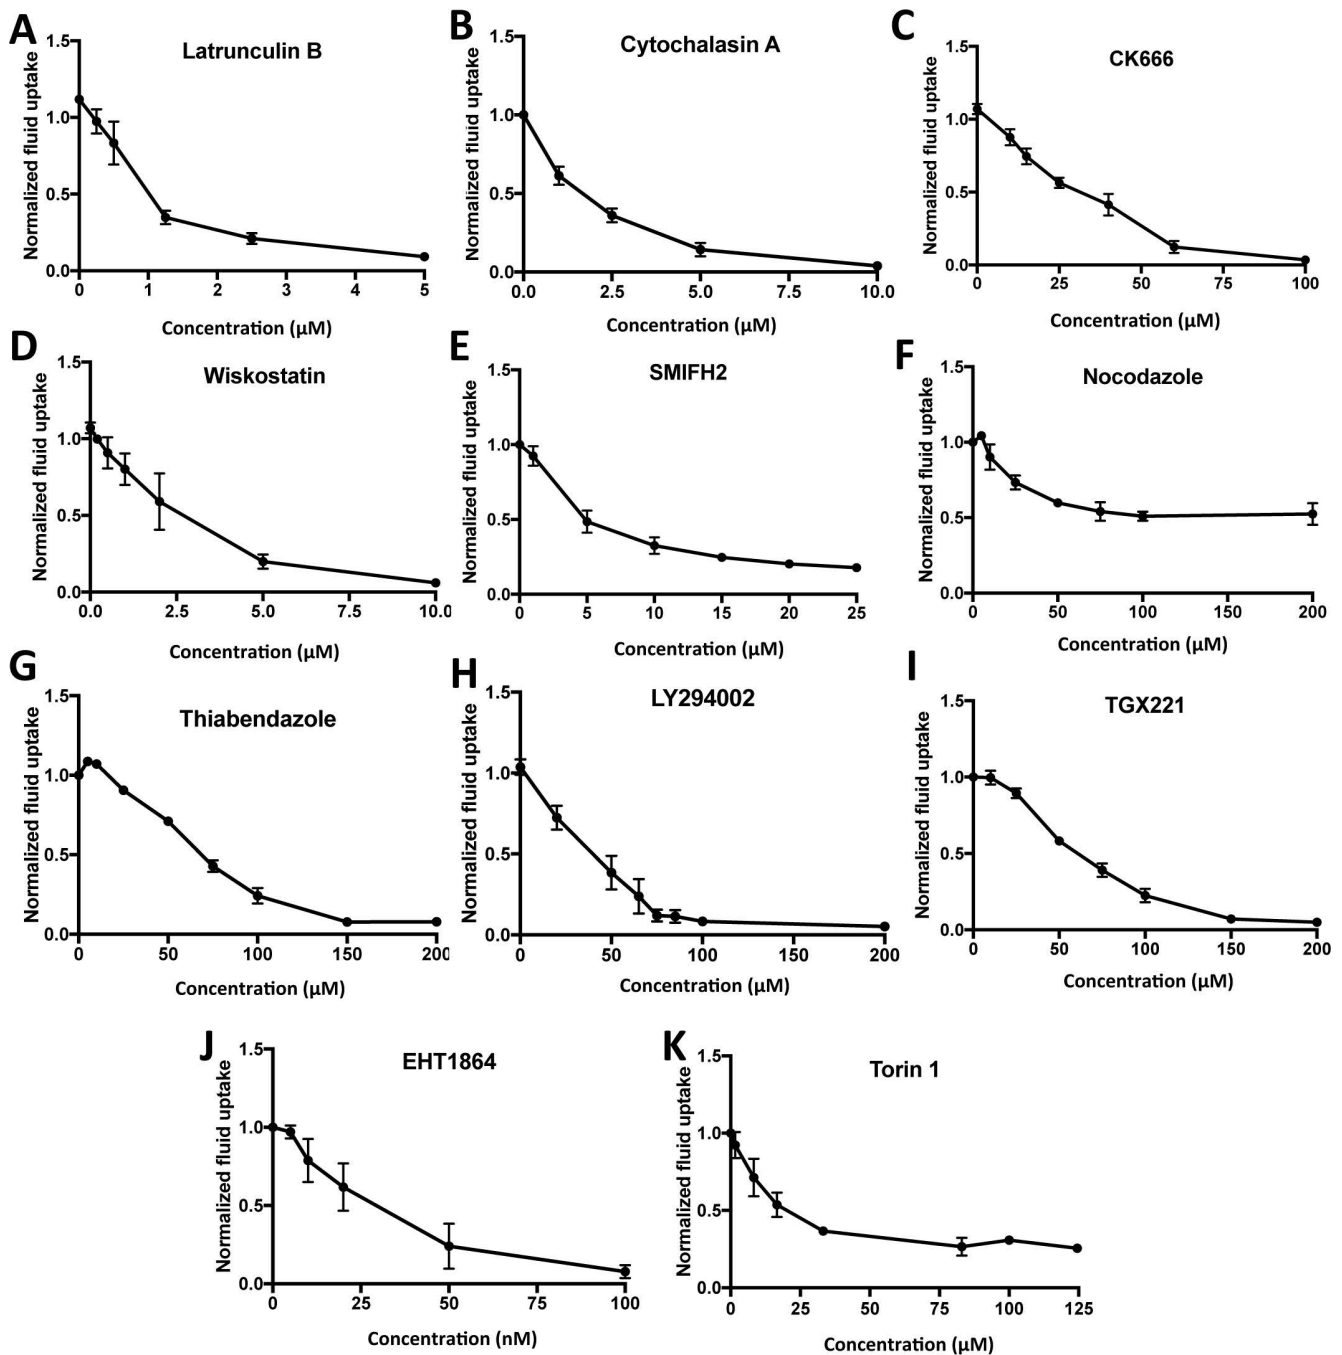 A
Latrunculin B
Normalized fluid uptake
1.5
1.0
0.5
0.0
0 1 2 3 4 5
Concentration (µM)
B
Cytochalasin A
Normalized fluid uptake
1.5
1.0
0.5
0.0
0.0 2.5 5.0 7.5 10.0
Concentration (µM)
C
CK666
Normalized fluid uptake
1.5
1.0
0.5
0.0
0 25 50 75 100
Concentration (µM)
D
Wiskostatin
Normalized fluid uptake
1.5
1.0
0.5
0.0
0.0 2.5 5.0 7.5 10.0
Concentration (µM)
E
SMIFH2
Normalized fluid uptake
1.5
1.0
0.5
0.0
0 5 10 15 20 25
Concentration (µM)
F
Nocodazole
Normalized fluid uptake
1.5
1.0
0.5
0.0
0 50 100 150 200
Concentration (µM)
G
Thiabendazole
Normalized fluid uptake
1.5
1.0
0.5
0.0
0 50 100 150 200
Concentration (µM)
H
LY294002
Normalized fluid uptake
1.5
1.0
0.5
0.0
0 50 100 150 200
Concentration (µM)
I
TGX221
Normalized fluid uptake
1.5
1.0
0.5
0.0
0 50 100 150 200
Concentration (µM)
J
EHT1864
Normalized fluid uptake
1.5
1.0
0.5
0.0
0 25 50 75 100
Concentration (nM)
K
Torin 1
Normalized fluid uptake
1.5
1.0
0.5
0.0
0 25 50 75 100 125
Concentration (µM)